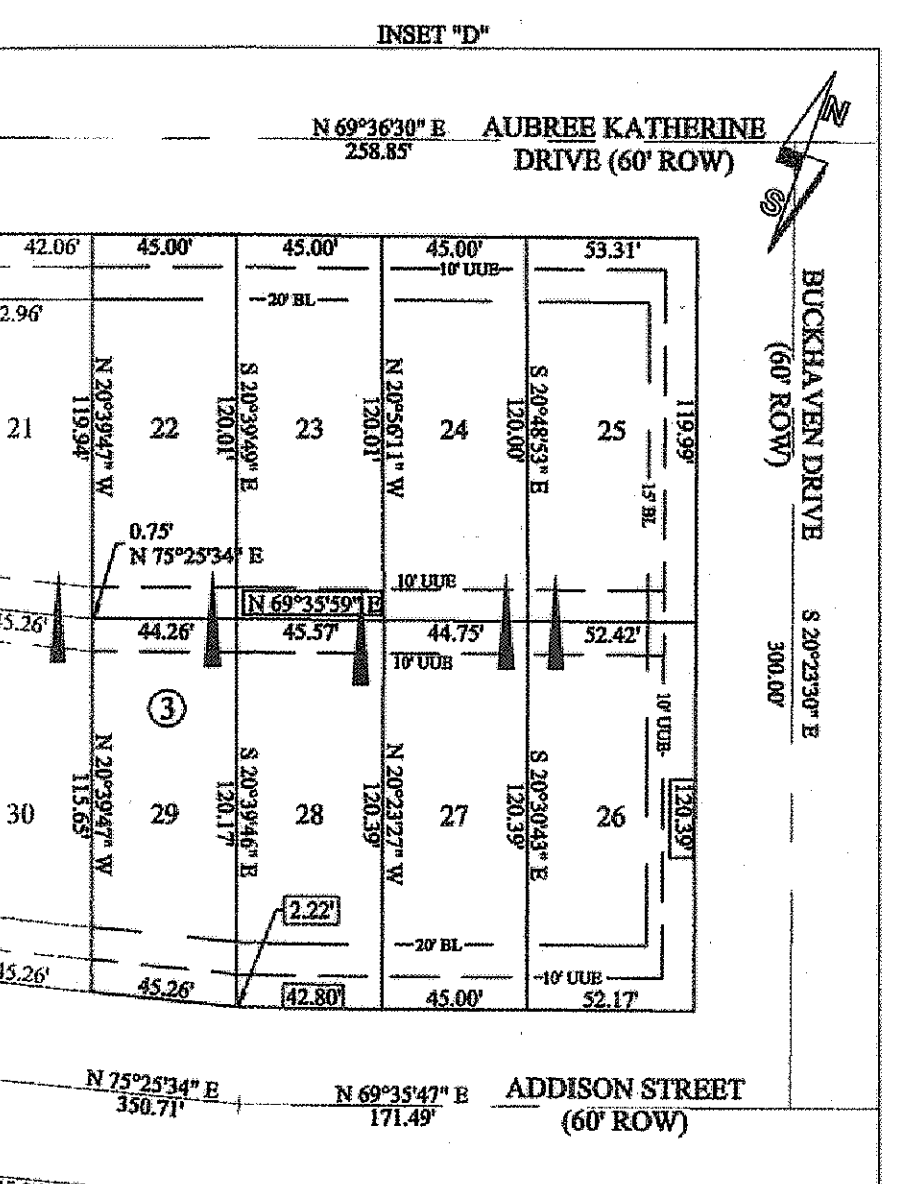 INSET "D"
N 69°36'30" E
258.85'
AUBREE KATHERINE
DRIVE (60' ROW)
N
S
42.06'
45.00'
45.00'
45.00'
53.31'
10' UUE
20' BL
2.96'
BUCKHAVEN DRIVE
(60' ROW)
S 20°23'30" E
300.00'
21
N 20°39'47" W
119.94'
22
S 20°39'49" E
120.01'
23
N 20°56'11" W
120.01'
24
S 20°48'53" E
120.00'
25
119.99'
15' BL
0.75'
N 75°25'34" E
10' UUE
N 69°35'59" E
5.26'
44.26'
45.57'
44.75'
52.42'
10' UUE
10' UUE
3
30
N 20°39'47" W
115.65'
29
S 20°39'46" E
120.17'
28
N 20°23'27" W
120.39'
27
S 20°30'43" E
120.39'
26
120.39'
2.22'
20' BL
10' UUE
45.26'
45.26'
42.80'
45.00'
52.17'
N 75°25'34" E
350.71'
N 69°35'47" E
171.49'
ADDISON STREET
(60' ROW)